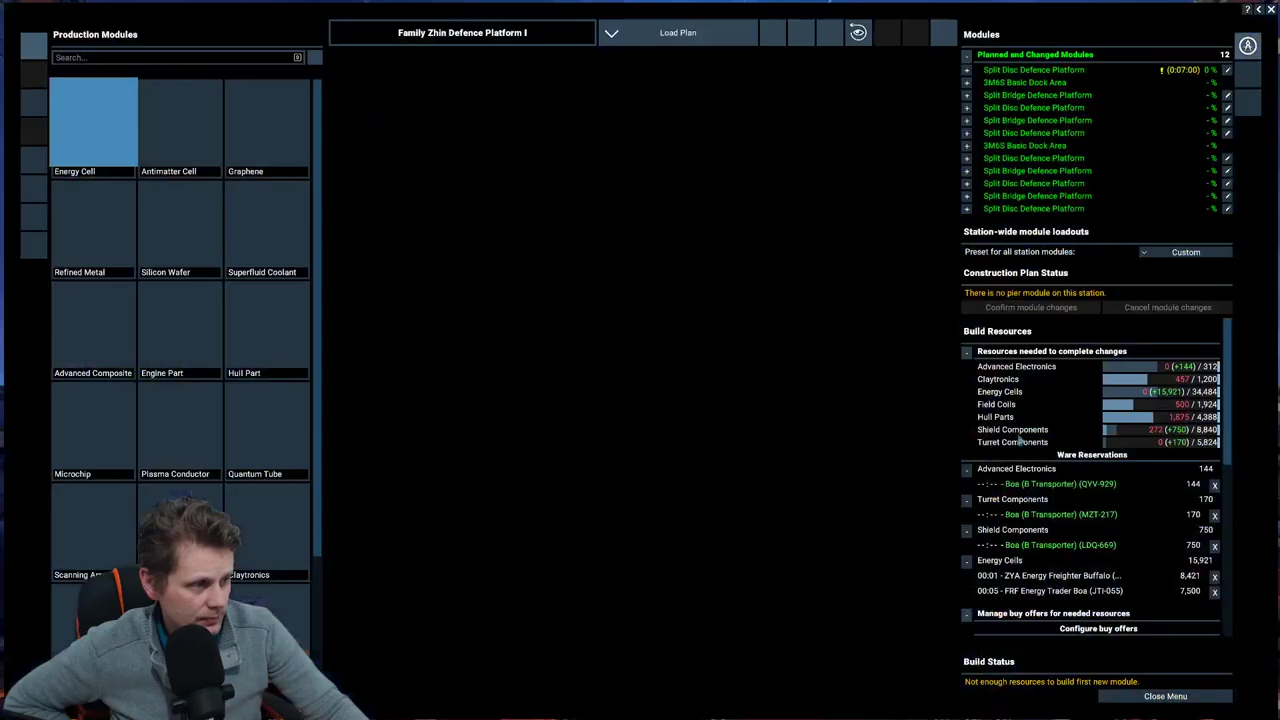 Production Modules
Search...
Energy Cell
Antimatter Cell
Graphene
Refined Metal
Silicon Wafer
Superfluid Coolant
Advanced Composite
Engine Part
Hull Part
Microchip
Plasma Conductor
Quantum Tube
Scanning Ar
Claytronics
Family Zhin Defence Platform I
Load Plan
Modules
- Planned and Changed Modules 12
+ Split Disc Defence Platform ! (0:07:00) 0 %
+ 3M6S Basic Dock Area - %
+ Split Bridge Defence Platform - %
+ Split Disc Defence Platform - %
+ Split Bridge Defence Platform - %
+ Split Disc Defence Platform - %
+ 3M6S Basic Dock Area - %
+ Split Disc Defence Platform - %
+ Split Bridge Defence Platform - %
+ Split Disc Defence Platform - %
+ Split Bridge Defence Platform - %
+ Split Disc Defence Platform - %
Station-wide module loadouts
Preset for all station modules: Custom
Construction Plan Status
There is no pier module on this station.
Confirm module changes Cancel module changes
Build Resources
- Resources needed to complete changes
Advanced Electronics 0 (+144) / 312
Claytronics 457 / 1,200
Energy Cells 0 (+15,921) / 34,484
Field Coils 500 / 1,924
Hull Parts 1,875 / 4,388
Shield Components 272 (+750) / 8,840
Turret Components 0 (+170) / 5,824
Ware Reservations
- Advanced Electronics 144
--:-- - Boa (B Transporter) (QYV-929) 144 X
- Turret Components 170
--:-- - Boa (B Transporter) (MZT-217) 170 X
- Shield Components 750
--:-- - Boa (B Transporter) (LDQ-669) 750 X
- Energy Cells 15,921
00:01 - ZYA Energy Freighter Buffalo (... 8,421 X
00:05 - FRF Energy Trader Boa (JTI-055) 7,500 X
- Manage buy offers for needed resources
Configure buy offers
Build Status
Not enough resources to build first new module.
Close Menu